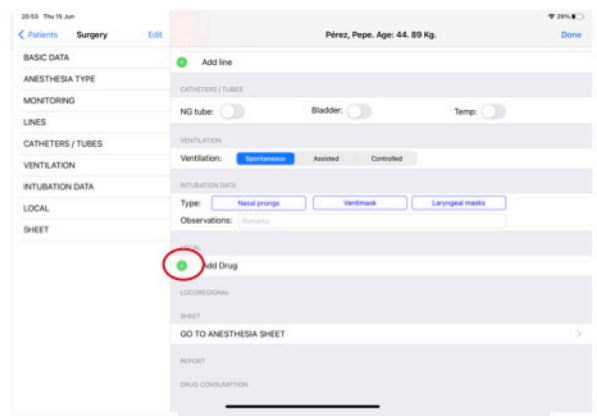 20:53 Thu 15 Jun
29%
Patients Surgery Edit
Pérez, Pepe. Age: 44. 89 Kg.
Done
BASIC DATA
ANESTHESIA TYPE
MONITORING
LINES
CATHETERS / TUBES
VENTILATION
INTUBATION DATA
LOCAL
SHEET
Add line
CATHETERS / TUBES
NG tube: Bladder: Temp:
VENTILATION
Ventilation: Spontaneous Assisted Controlled
INTUBATION DATA
Type: Nasal prongs Ventimask Laryngeal masks
Observations: Remarks
LOCAL
Add Drug
LOCOREGIONAL
SHEET
GO TO ANESTHESIA SHEET
REPORT
DRUG CONSUMPTION